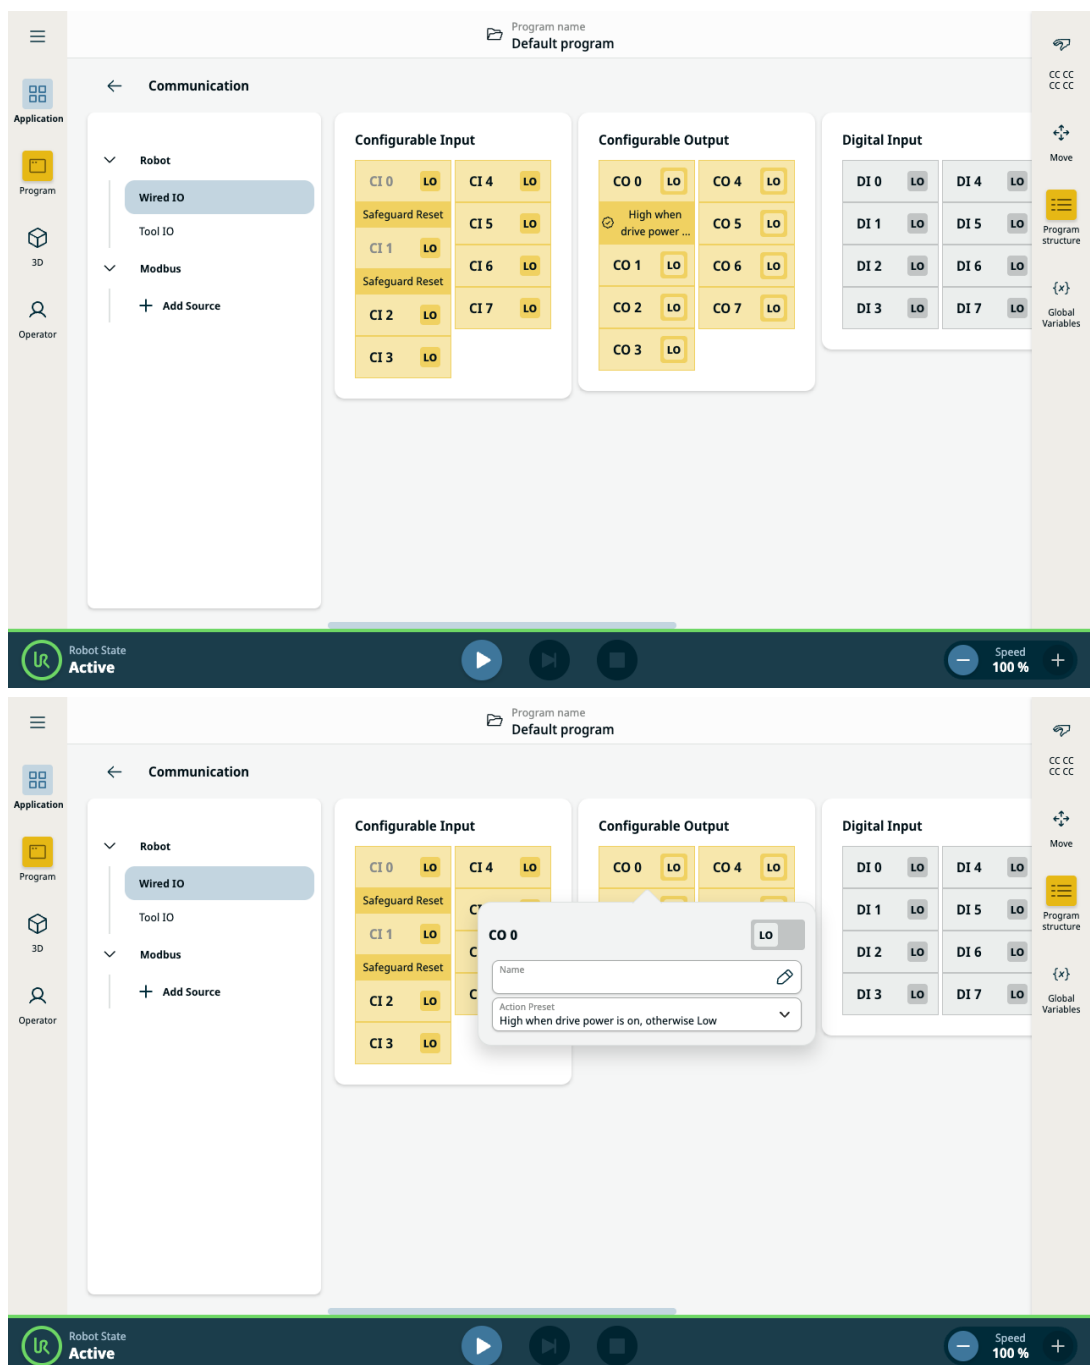 Program name
Default program
Application
Program
3D
Operator
Communication
Robot
Wired IO
Tool IO
Modbus
Add Source
Configurable Input
CI 0 LO CI 4 LO
Safeguard Reset
CI 5 LO
CI 1 LO
CI 6 LO
Safeguard Reset
CI 2 LO CI 7 LO
CI 3 LO
Configurable Output
CO 0 LO CO 4 LO
High when
drive power ...
CO 5 LO
CO 1 LO CO 6 LO
CO 2 LO CO 7 LO
CO 3 LO
Digital Input
DI 0 LO DI 4 LO
DI 1 LO DI 5 LO
DI 2 LO DI 6 LO
DI 3 LO DI 7 LO
CC CC
CC CC
Move
Program
structure
{x}
Global
Variables
UR
Robot State
Active
Speed
100 %
Program name
Default program
Application
Program
3D
Operator
Communication
Robot
Wired IO
Tool IO
Modbus
Add Source
Configurable Input
CI 0 LO CI 4 LO
Safeguard Reset
CI 1 LO
Safeguard Reset
CI 2 LO
CI 3 LO
Configurable Output
CO 0 LO CO 4 LO
CO 0
LO
Name
Action Preset
High when drive power is on, otherwise Low
Digital Input
DI 0 LO DI 4 LO
DI 1 LO DI 5 LO
DI 2 LO DI 6 LO
DI 3 LO DI 7 LO
CC CC
CC CC
Move
Program
structure
{x}
Global
Variables
UR
Robot State
Active
Speed
100 %